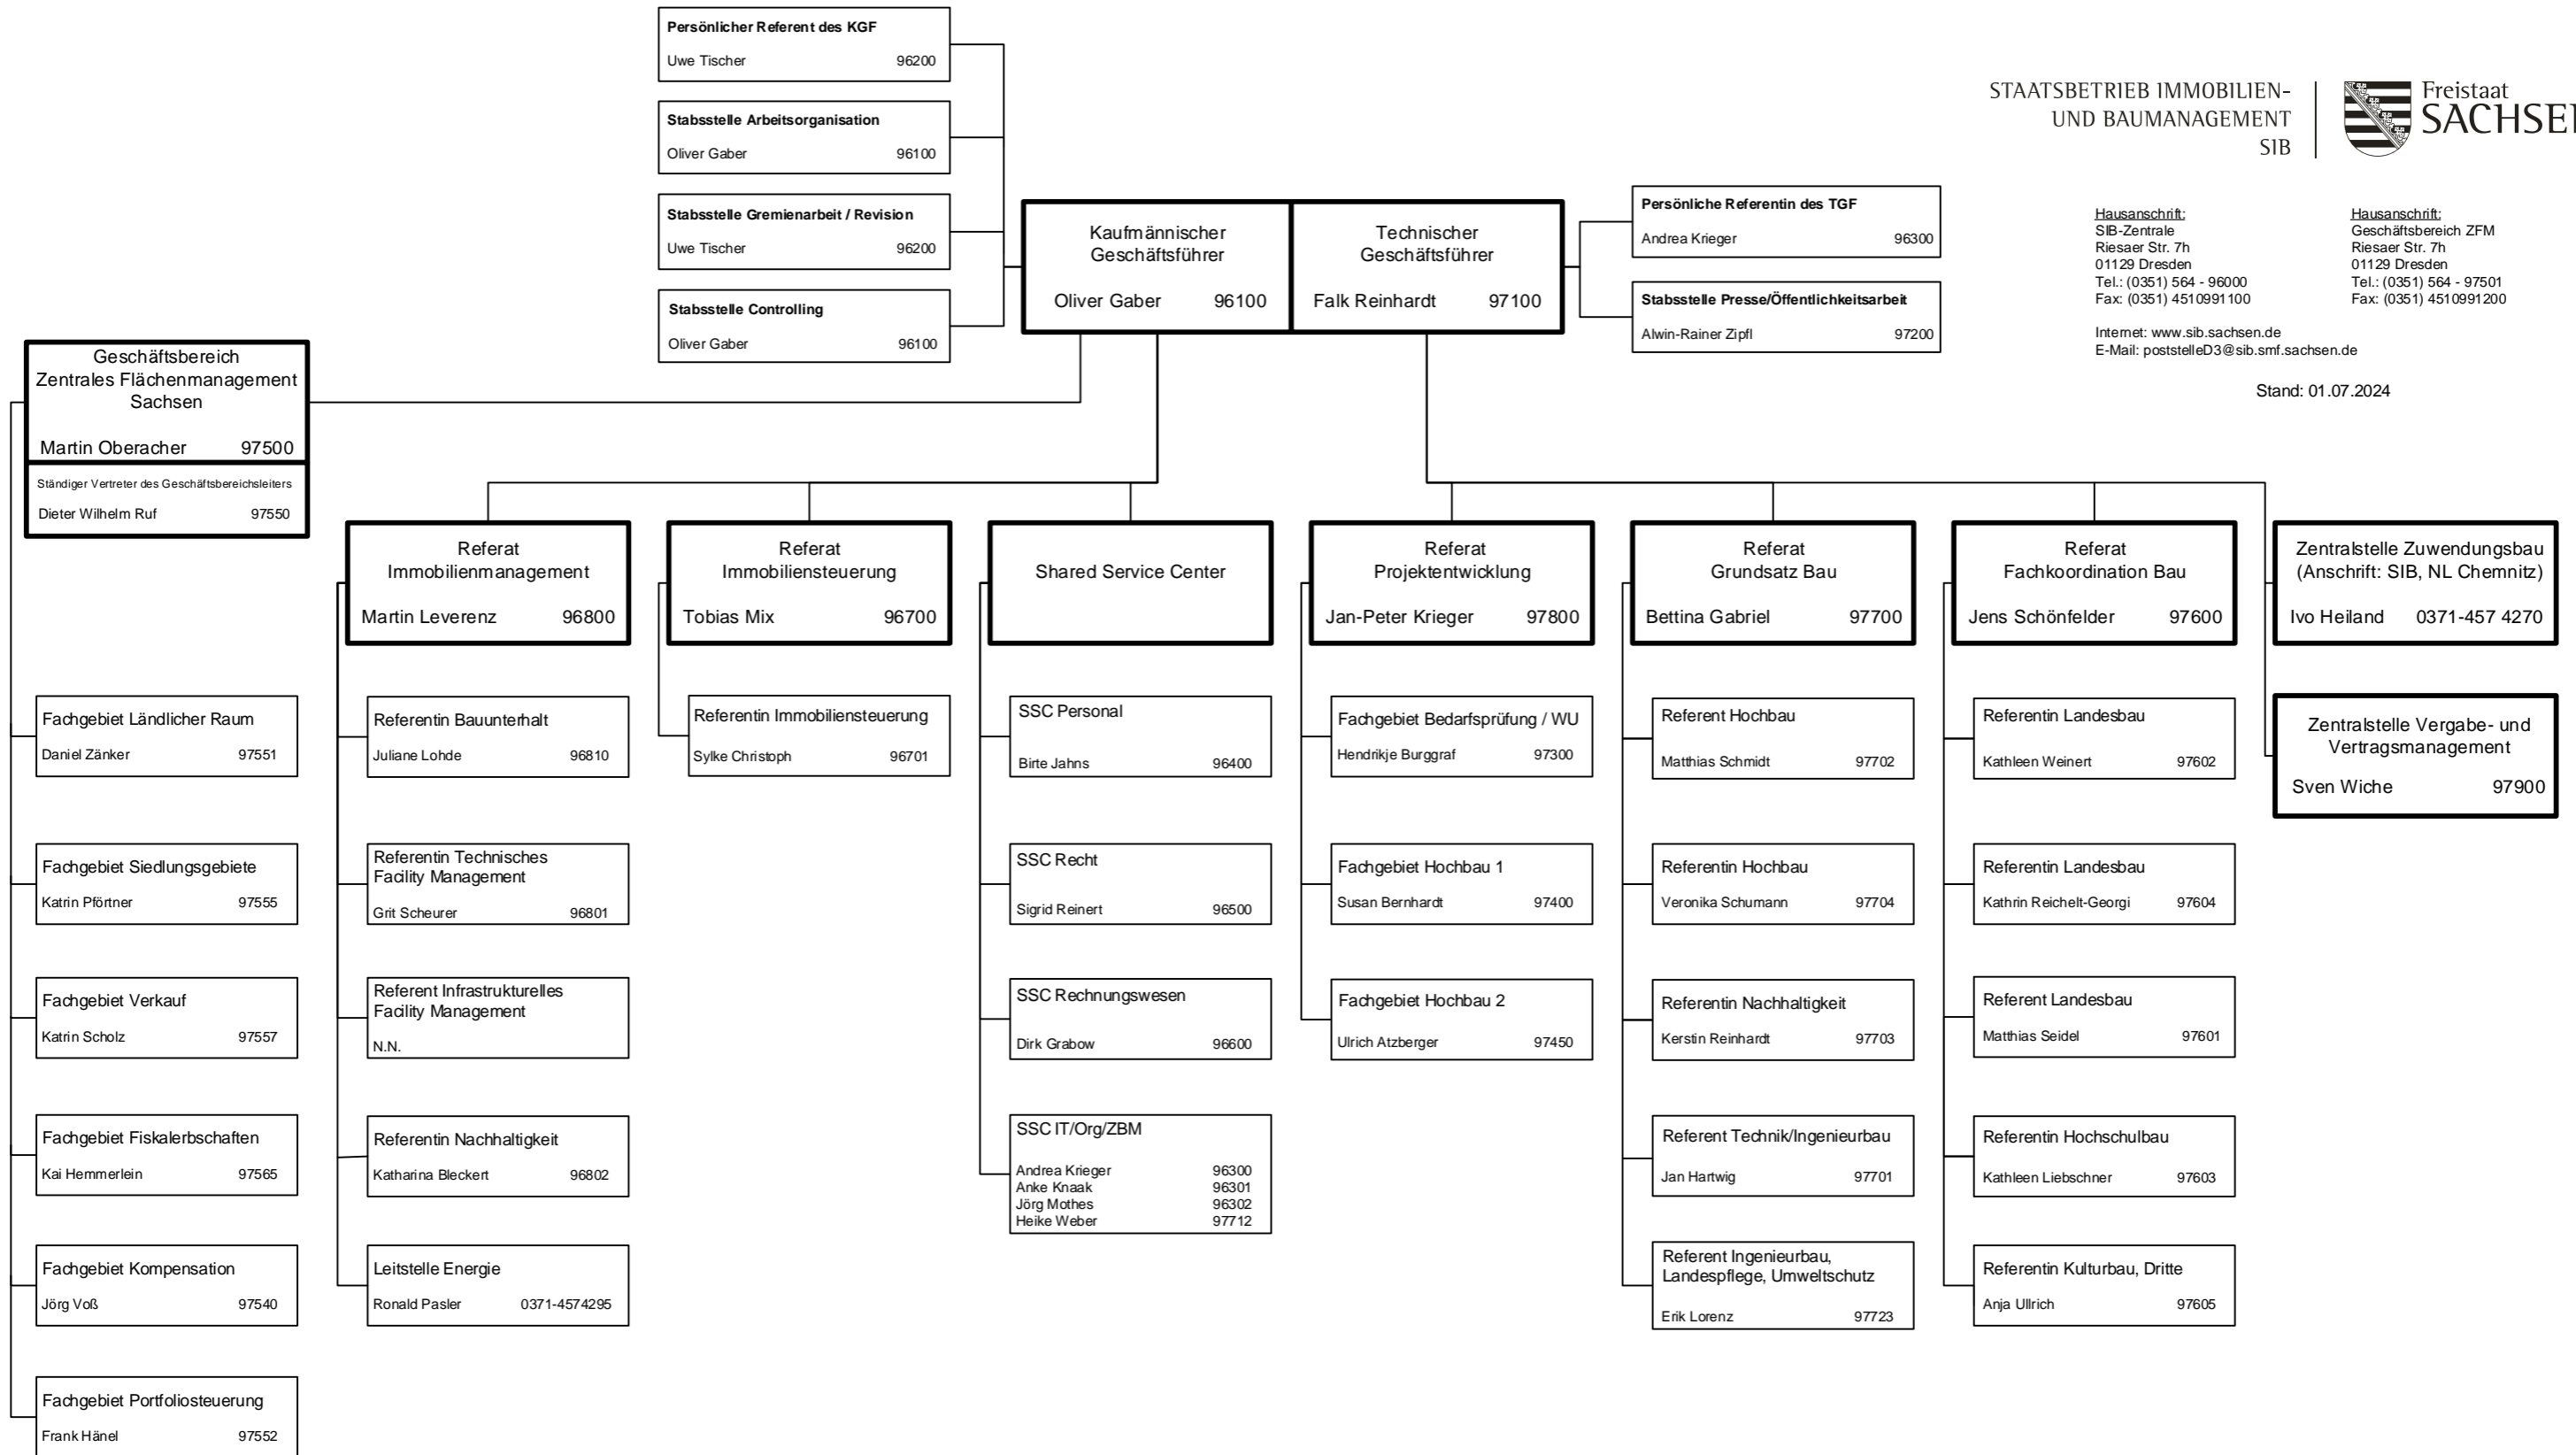 Persönlicher Referent des KGF
Uwe Tischer 96200
Stabsstelle Arbeitsorganisation
Oliver Gaber 96100
Stabsstelle Gremienarbeit / Revision
Uwe Tischer 96200
Stabsstelle Controlling
Oliver Gaber 96100
Kaufmännischer
Geschäftsführer
Oliver Gaber 96100
Technischer
Geschäftsführer
Falk Reinhardt 97100
Persönliche Referentin des TGF
Andrea Krieger 96300
Stabsstelle Presse/Öffentlichkeitsarbeit
Alwin-Rainer Zipfl 97200
STAATSBETRIEB IMMOBILIEN-
UND BAUMANAGEMENT
SIB
Freistaat
SACHSEN
Hausanschrift:
SIB-Zentrale
Riesaer Str. 7h
01129 Dresden
Tel.: (0351) 564 - 96000
Fax: (0351) 4510991100
Hausanschrift:
Geschäftsbereich ZFM
Riesaer Str. 7h
01129 Dresden
Tel.: (0351) 564 - 97501
Fax: (0351) 4510991200
Internet: www.sib.sachsen.de
E-Mail: poststelleD3@sib.smf.sachsen.de
Stand: 01.07.2024
Geschäftsbereich
Zentrales Flächenmanagement
Sachsen
Martin Oberacher 97500
Ständiger Vertreter des Geschäftsbereichsleiters
Dieter Wilhelm Ruf 97550
Fachgebiet Ländlicher Raum
Daniel Zänker 97551
Fachgebiet Siedlungsgebiete
Katrin Pförtner 97555
Fachgebiet Verkauf
Katrin Scholz 97557
Fachgebiet Fiskalerbschaften
Kai Hemmerlein 97565
Fachgebiet Kompensation
Jörg Voß 97540
Fachgebiet Portfoliosteuerung
Frank Hänel 97552
Referat
Immobilienmanagement
Martin Leverenz 96800
Referentin Bauunterhalt
Juliane Lohde 96810
Referentin Technisches
Facility Management
Grit Scheurer 96801
Referent Infrastrukturelles
Facility Management
N.N.
Referentin Nachhaltigkeit
Katharina Bleckert 96802
Leitstelle Energie
Ronald Pasler 0371-4574295
Referat
Immobiliensteuerung
Tobias Mix 96700
Referentin Immobiliensteuerung
Sylke Christoph 96701
Shared Service Center
SSC Personal
Birte Jahns 96400
SSC Recht
Sigrid Reinert 96500
SSC Rechnungswesen
Dirk Grabow 96600
SSC IT/Org/ZBM
Andrea Krieger 96300
Anke Knaak 96301
Jörg Mothes 96302
Heike Weber 97712
Referat
Projektentwicklung
Jan-Peter Krieger 97800
Fachgebiet Bedarfsprüfung / WU
Hendrikje Burggraf 97300
Fachgebiet Hochbau 1
Susan Bernhardt 97400
Fachgebiet Hochbau 2
Ulrich Atzberger 97450
Referat
Grundsatz Bau
Bettina Gabriel 97700
Referent Hochbau
Matthias Schmidt 97702
Referentin Hochbau
Veronika Schumann 97704
Referentin Nachhaltigkeit
Kerstin Reinhardt 97703
Referent Technik/Ingenieurbau
Jan Hartwig 97701
Referent Ingenieurbau,
Landespflege, Umweltschutz
Erik Lorenz 97723
Referat
Fachkoordination Bau
Jens Schönfelder 97600
Referentin Landesbau
Kathleen Weinert 97602
Referentin Landesbau
Kathrin Reichelt-Georgi 97604
Referent Landesbau
Matthias Seidel 97601
Referentin Hochschulbau
Kathleen Liebschner 97603
Referentin Kulturbau, Dritte
Anja Ullrich 97605
Zentralstelle Zuwendungsbau
(Anschrift: SIB, NL Chemnitz)
Ivo Heiland 0371-457 4270
Zentralstelle Vergabe- und
Vertragsmanagement
Sven Wiche 97900